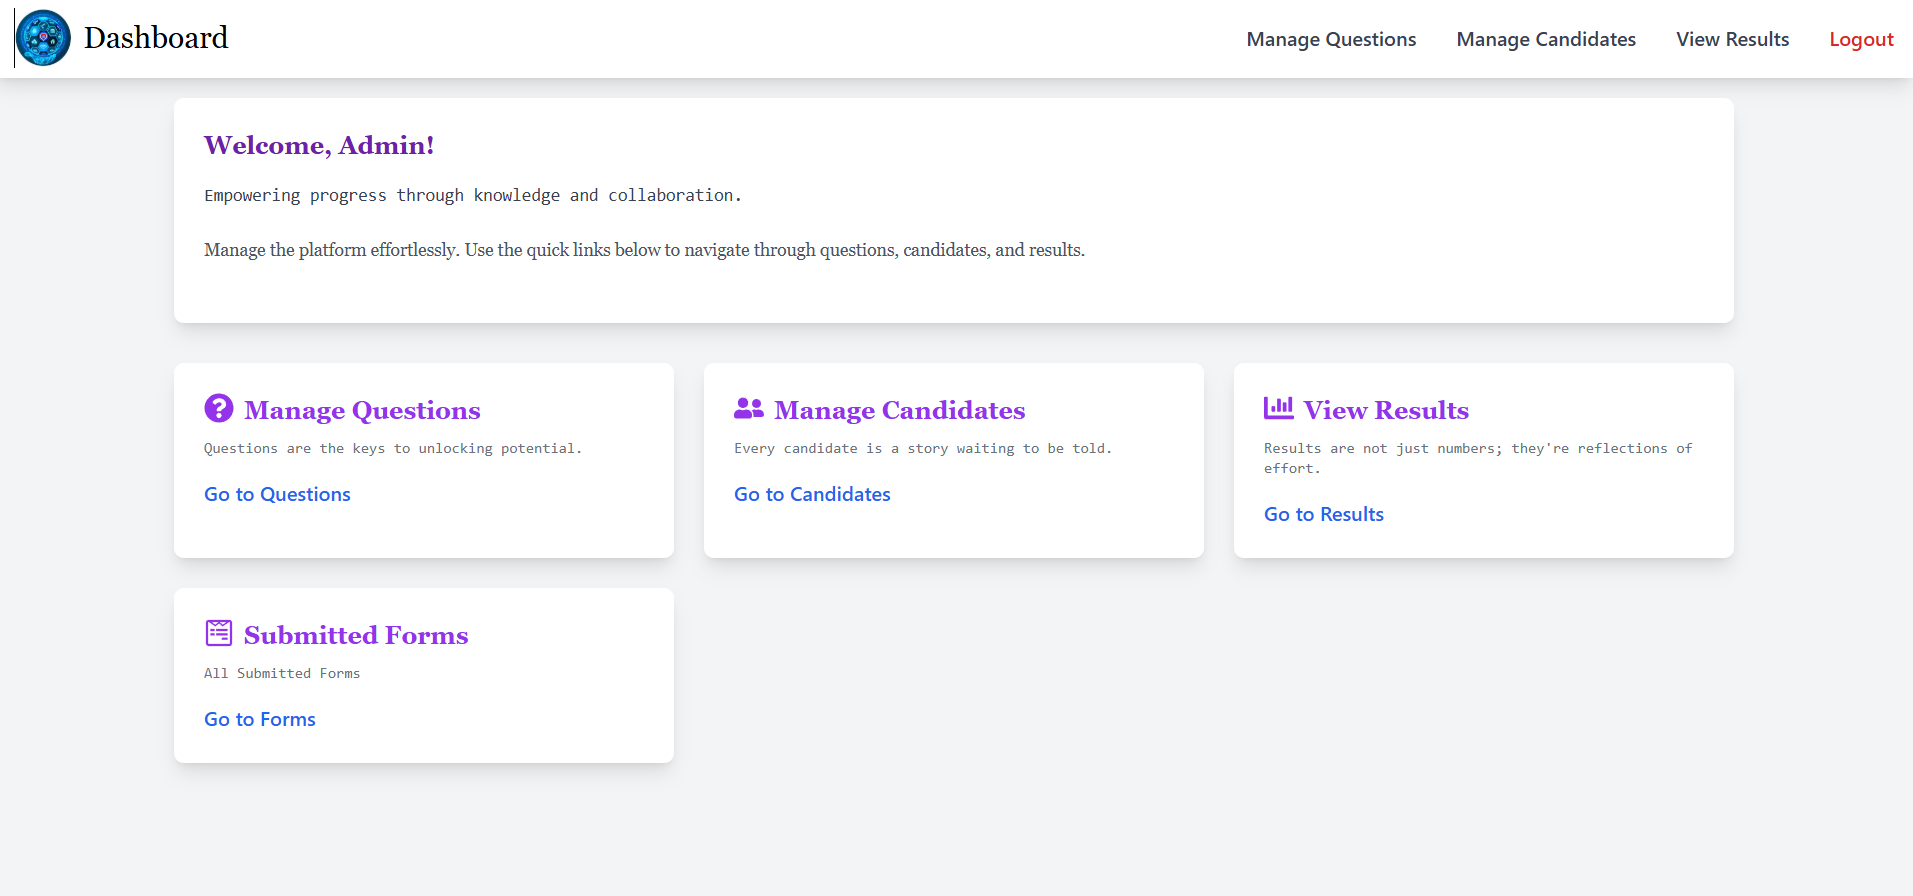 Dashboard
Manage Questions
Manage Candidates
View Results
Logout
Welcome, Admin!
Empowering progress through knowledge and collaboration.
Manage the platform effortlessly. Use the quick links below to navigate through questions, candidates, and results.
Manage Questions
Questions are the keys to unlocking potential.
Go to Questions
Manage Candidates
Every candidate is a story waiting to be told.
Go to Candidates
View Results
Results are not just numbers; they're reflections of
effort.
Go to Results
Submitted Forms
All Submitted Forms
Go to Forms